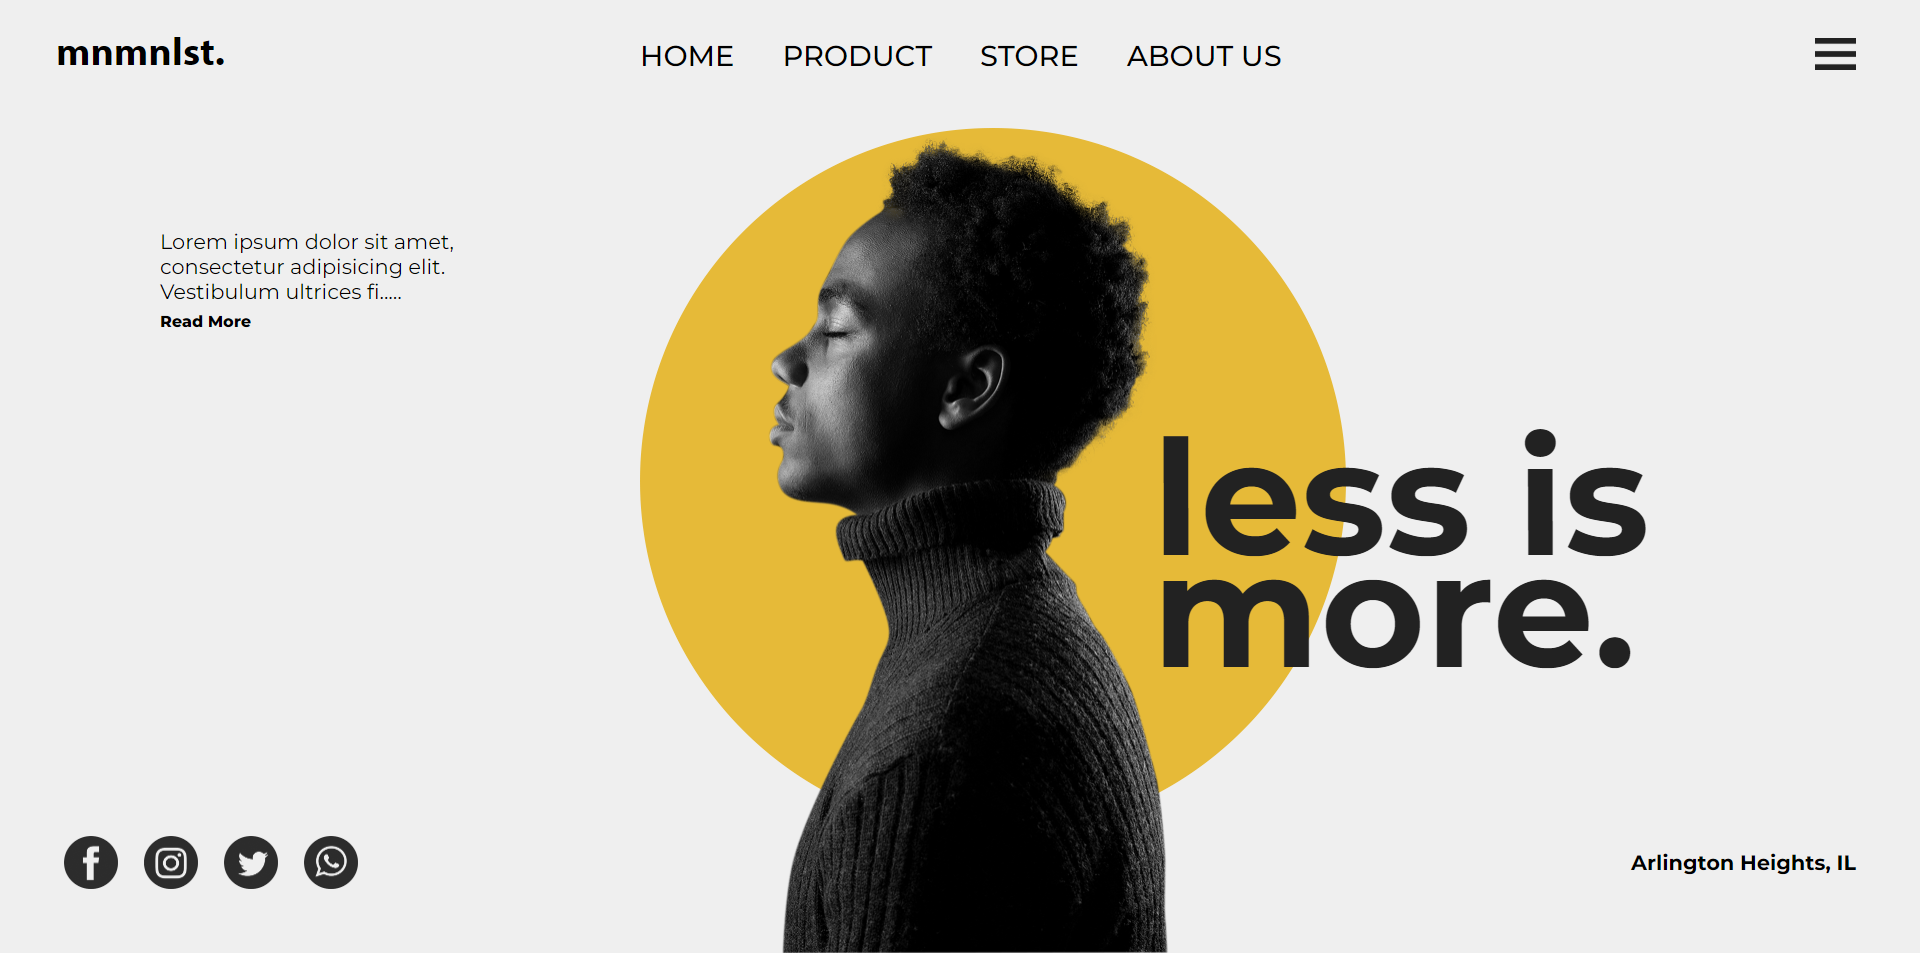 mnmnlst.
HOME PRODUCT STORE ABOUT US
Lorem ipsum dolor sit amet,
consectetur adipisicing elit.
Vestibulum ultrices fi.....
Read More
less is
more.
Arlington Heights, IL